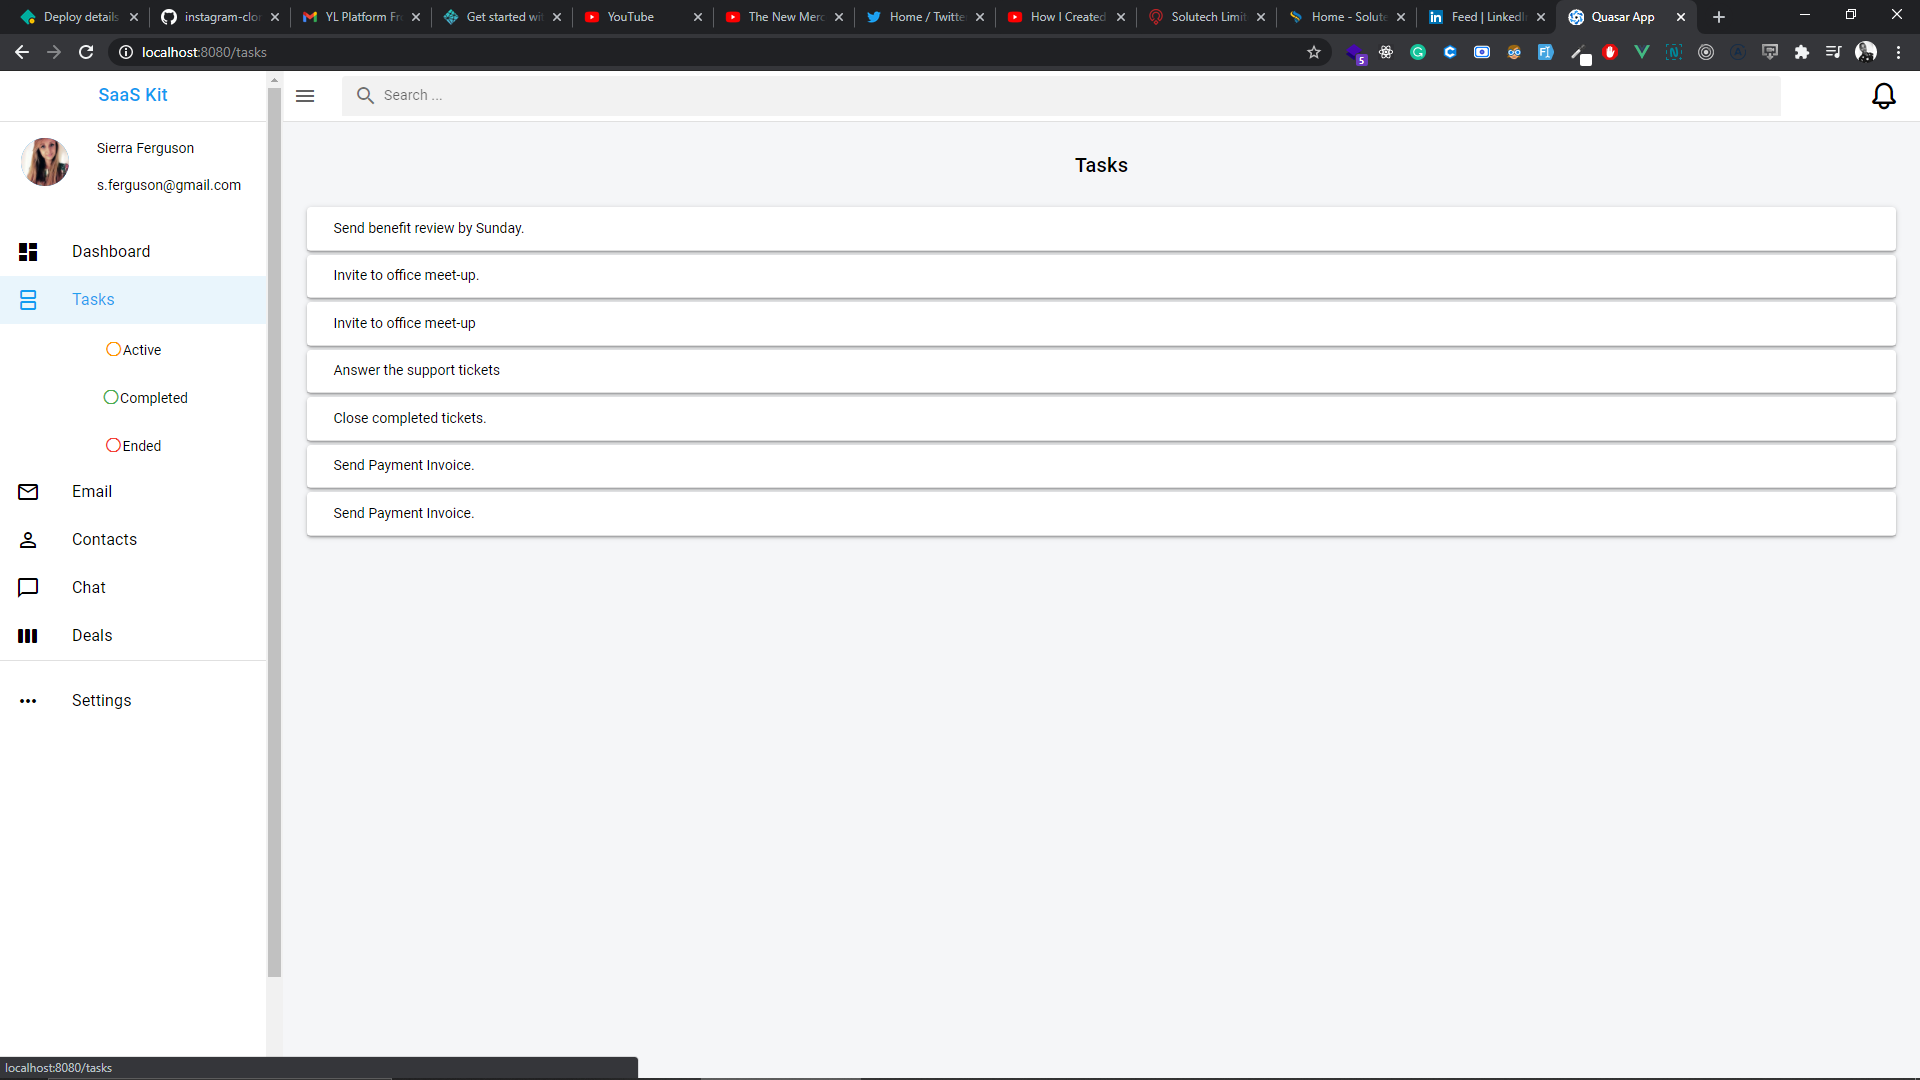 Deploy details
instagram-clor
YL Platform Fr
Get started wi
YouTube
The New Merc
Home / Twitte
How I Created
Solutech Limit
Home - Solute
Feed | LinkedI
Quasar App
localhost:8080/tasks
5
SaaS Kit
Search ...
Sierra Ferguson
s.ferguson@gmail.com
Dashboard
Tasks
Active
Completed
Ended
Email
Contacts
Chat
Deals
Settings
Tasks
Send benefit review by Sunday.
Invite to office meet-up.
Invite to office meet-up
Answer the support tickets
Close completed tickets.
Send Payment Invoice.
Send Payment Invoice.
localhost:8080/tasks